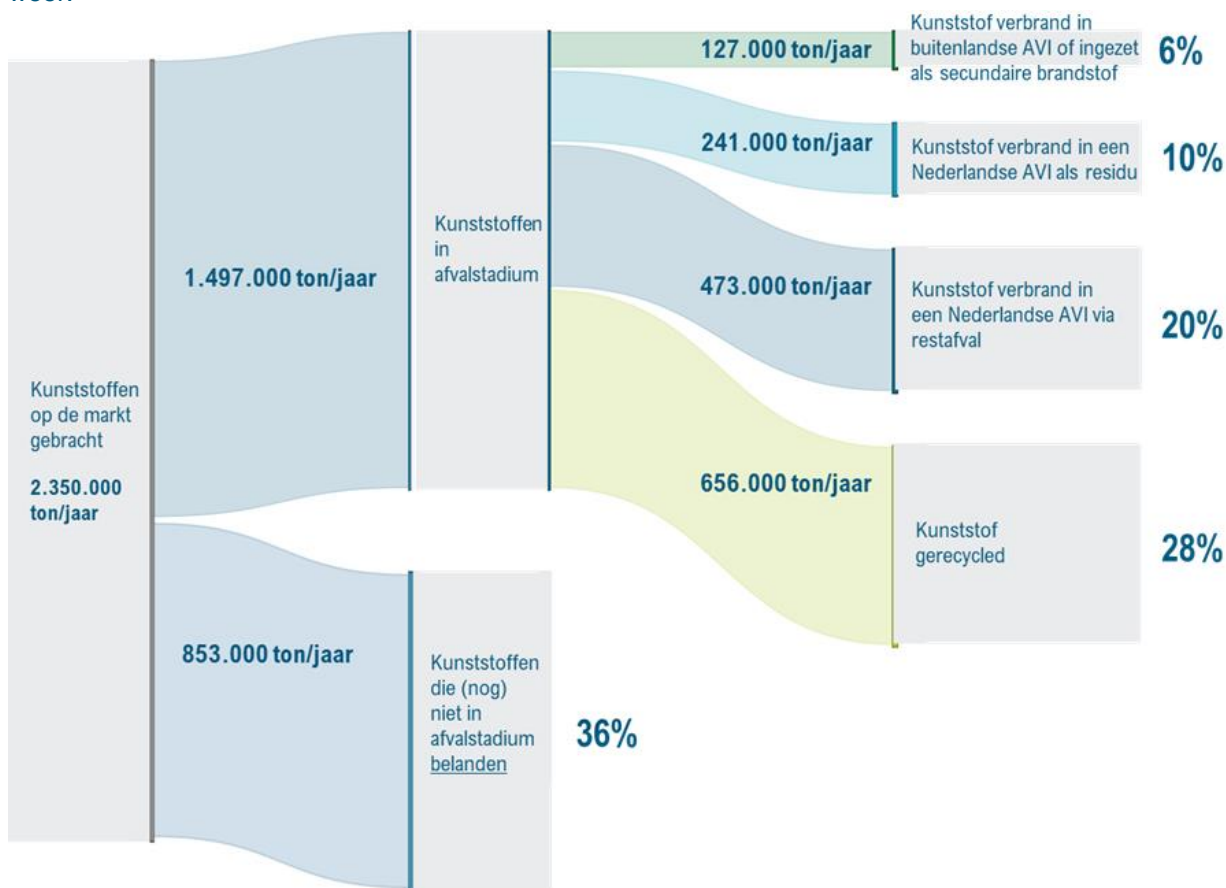 Kunststoffen
op de markt
gebracht
2.350.000
ton/jaar
1.497.000 ton/jaar
853.000 ton/jaar
Kunststoffen
in
afvalstadium
Kunststoffen
die (nog)
niet in
afvalstadium
belanden
36%
127.000 ton/jaar
Kunststof verbrand in
buitenlandse AVI of ingezet
als secundaire brandstof
6%
241.000 ton/jaar
Kunststof verbrand in een
Nederlandse AVI als residu
10%
473.000 ton/jaar
Kunststof verbrand in
een Nederlandse AVI via
restafval
20%
656.000 ton/jaar
Kunststof
gerecycled
28%